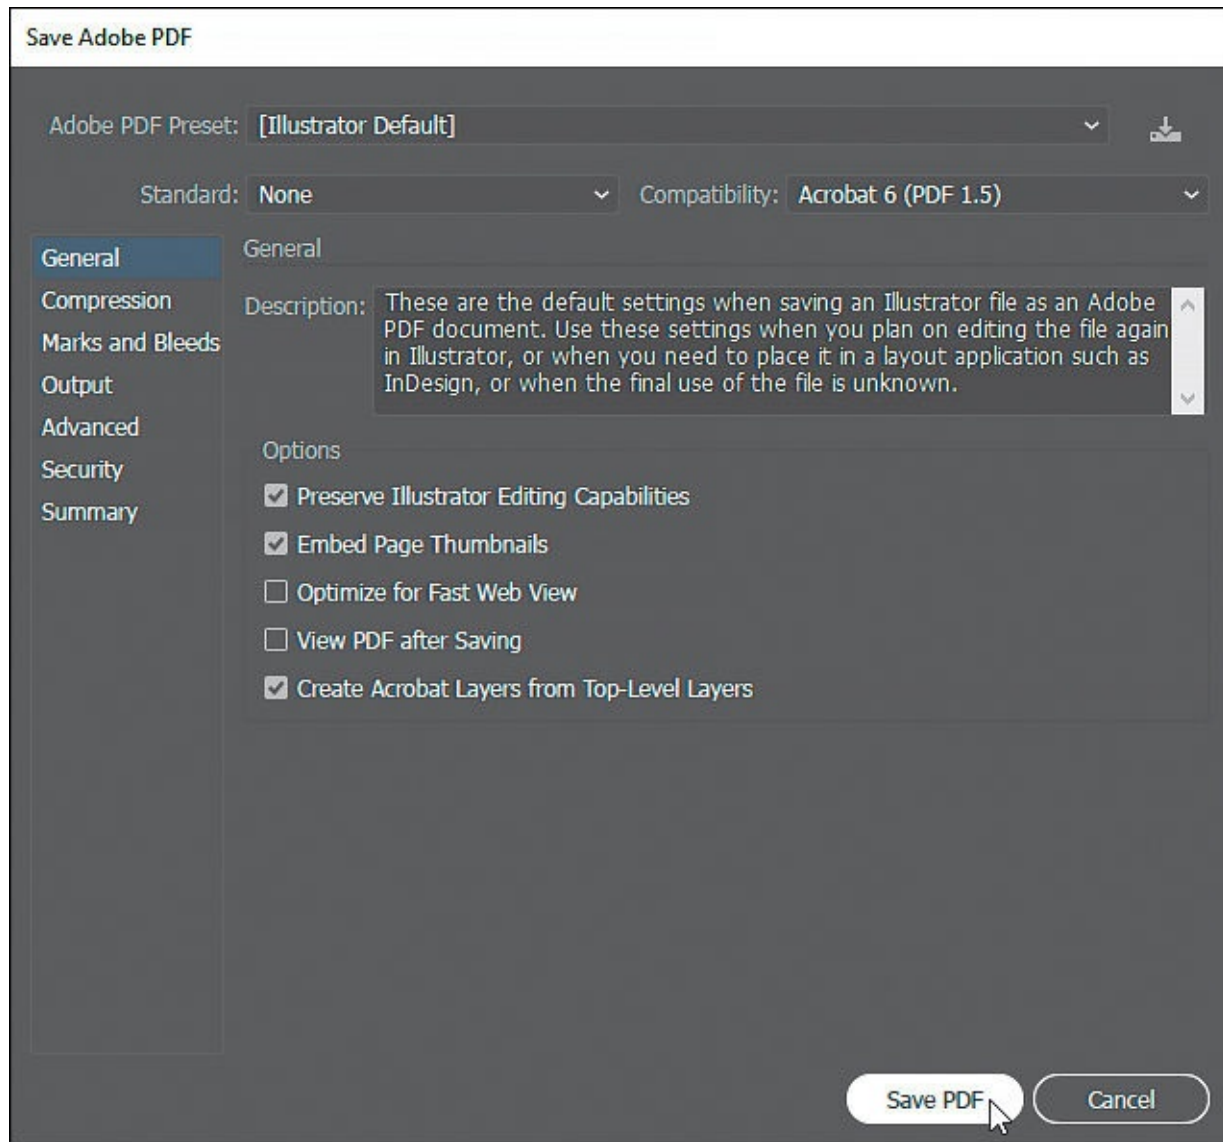 Save Adobe PDF
Adobe PDF Preset: [Illustrator Default]
Standard: None Compatibility: Acrobat 6 (PDF 1.5)
General
Compression
Marks and Bleeds
Output
Advanced
Security
Summary
General
Description: These are the default settings when saving an Illustrator file as an Adobe
PDF document. Use these settings when you plan on editing the file again
in Illustrator, or when you need to place it in a layout application such as
InDesign, or when the final use of the file is unknown.
Options
Preserve Illustrator Editing Capabilities
Embed Page Thumbnails
Optimize for Fast Web View
View PDF after Saving
Create Acrobat Layers from Top-Level Layers
Save PDF Cancel